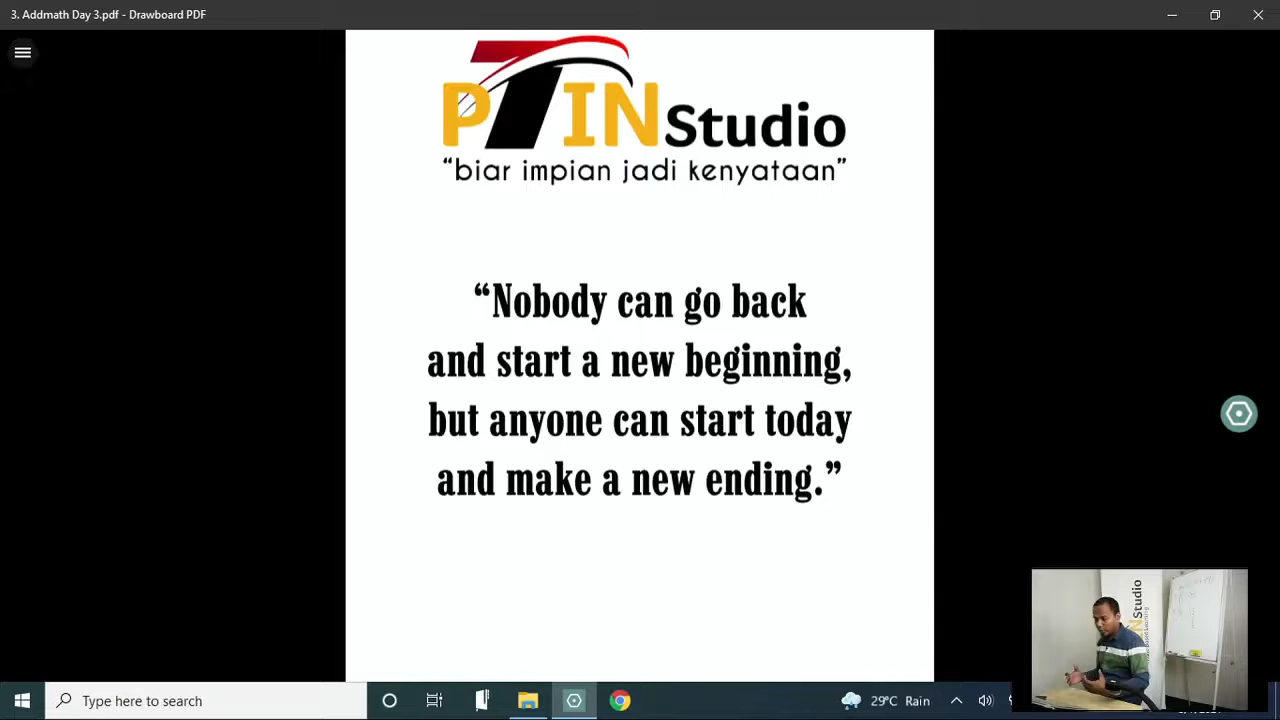 3. Addmath Day 3.pdf - Drawboard PDF
PTIN Studio
“biar impian jadi kenyataan”
“Nobody can go back
and start a new beginning,
but anyone can start today
and make a new ending.”
Studio
Type here to search
29°C Rain